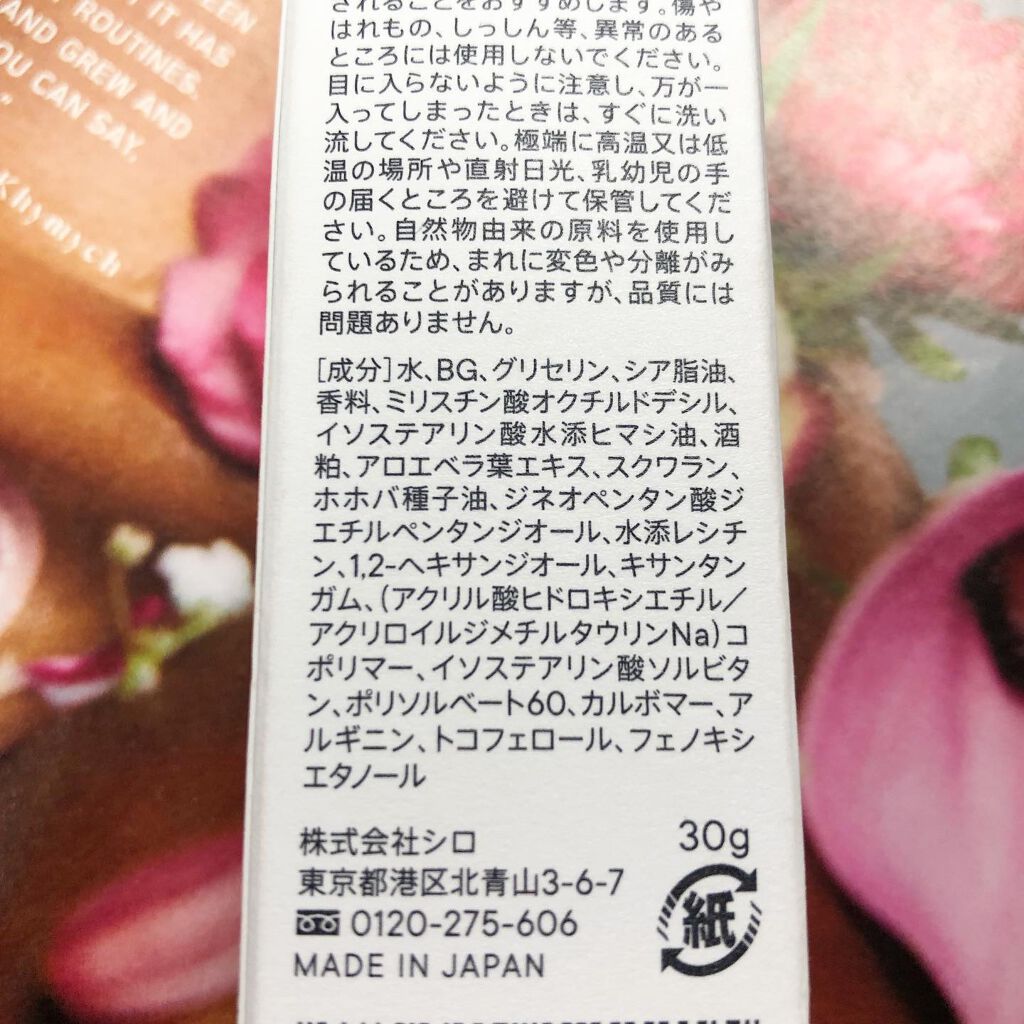 EEN
IT HAS
ROUTINES.
AND GREW AND
OU CAN SAY,
Khymych
されることをおすすめします。傷や
はれもの、しっしん等、異常のある
ところには使用しないでください。
目に入らないように注意し、万が一
入ってしまったときは、すぐに洗い
流してください。極端に高温又は低
温の場所や直射日光、乳幼児の手
の届くところを避けて保管してくだ
さい。自然物由来の原料を使用し
ているため、まれに変色や分離がみ
られることがありますが、品質には
問題ありません。
[成分]水、BG、グリセリン、シア脂油、
香料、ミリスチン酸オクチルドデシル、
イソステアリン酸水添ヒマシ油、酒
粕、アロエベラ葉エキス、スクワラン、
ホホバ種子油、ジネオペンタン酸ジ
エチルペンタンジオール、水添レシチ
ン、1,2-ヘキサンジオール、キサンタン
ガム、(アクリル酸ヒドロキシエチル／
アクリロイルジメチルタウリンNa)コ
ポリマー、イソステアリン酸ソルビタ
ン、ポリソルベート60、カルボマー、ア
ルギニン、トコフェロール、フェノキシ
エタノール
株式会社シロ 30g
東京都港区北青山3-6-7
0120-275-606 紙
MADE IN JAPAN